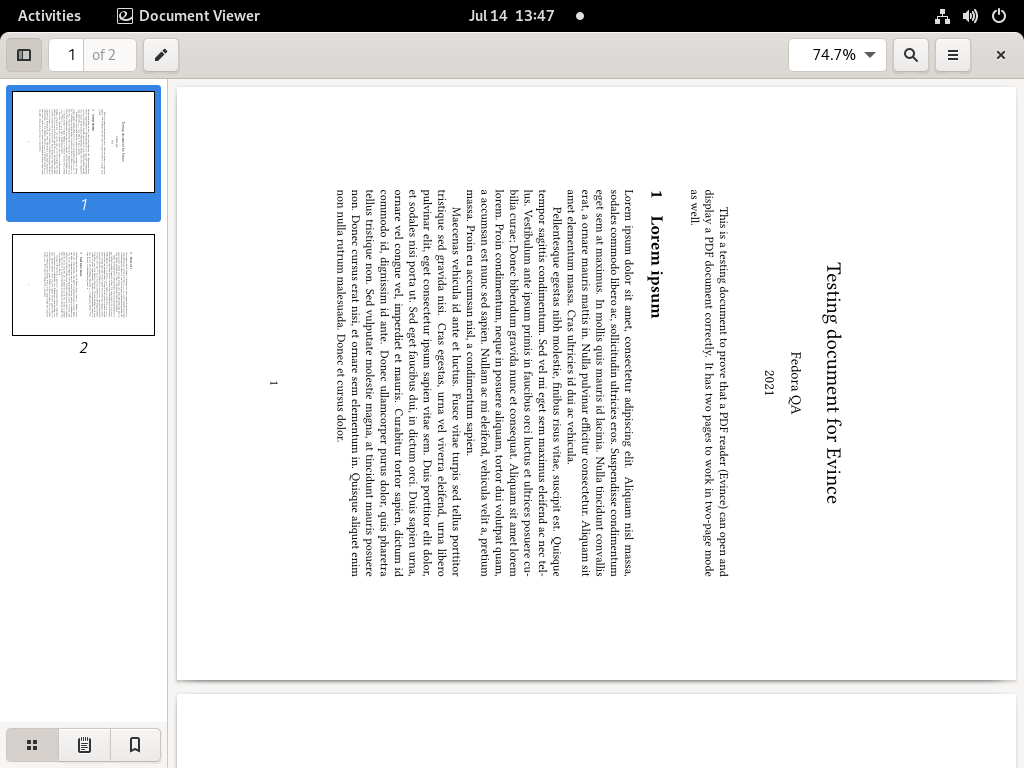 Activities
Document Viewer
Jul 14 13:47
1 of 2
74.7%
1
2
Testing document for Evince
Fedora QA
2021
This is a testing document to prove that a PDF reader (Evince) can open and
display a PDF document correctly. It has two pages to work in two-page mode
as well.
1 Lorem ipsum
Lorem ipsum dolor sit amet, consectetur adipiscing elit. Aliquam nisl massa,
sodales commodo libero ac, sollicitudin ultricies eros. Suspendisse condimentum
eget sem at maximus. In mollis quis mauris id lacinia. Nulla tincidunt convallis
erat, a ornare mauris mattis in. Nulla pulvinar efficitur consectetur. Aliquam sit
amet elementum massa. Cras ultricies id dui ac vehicula.
Pellentesque egestas nibh molestie, finibus risus vitae, suscipit est. Quisque
tempor sagittis condimentum. Sed vel mi eget sem maximus eleifend ac nec tel-
lus. Vestibulum ante ipsum primis in faucibus orci luctus et ultrices posuere cu-
bilia curae; Donec bibendum gravida nunc et consequat. Aliquam sit amet lorem
lorem. Proin condimentum, neque in posuere aliquam, tortor dui volutpat quam,
a accumsan est nunc sed sapien. Nullam ac mi eleifend, vehicula velit a, pretium
massa. Proin eu accumsan nisl, a condimentum sapien.
Maecenas vehicula id ante et luctus. Fusce vitae turpis sed tellus porttitor
tristique sed gravida nisi. Cras egestas, urna vel viverra eleifend, urna libero
pulvinar elit, eget consectetur ipsum sapien vitae sem. Duis porttitor elit dolor,
et sodales nisi porta ut. Sed eget faucibus dui, in dictum orci. Duis sapien urna,
ornare vel congue vel, imperdiet et mauris. Curabitur tortor sapien, dictum id
commodo id, dignissim id ante. Donec ullamcorper purus dolor, quis pharetra
tellus tristique non. Sed vulputate molestie magna, at tincidunt mauris posuere
non. Donec cursus erat nisi, et ornare sem elementum in. Quisque aliquet enim
non nulla rutrum malesuada. Donec et cursus dolor.
1